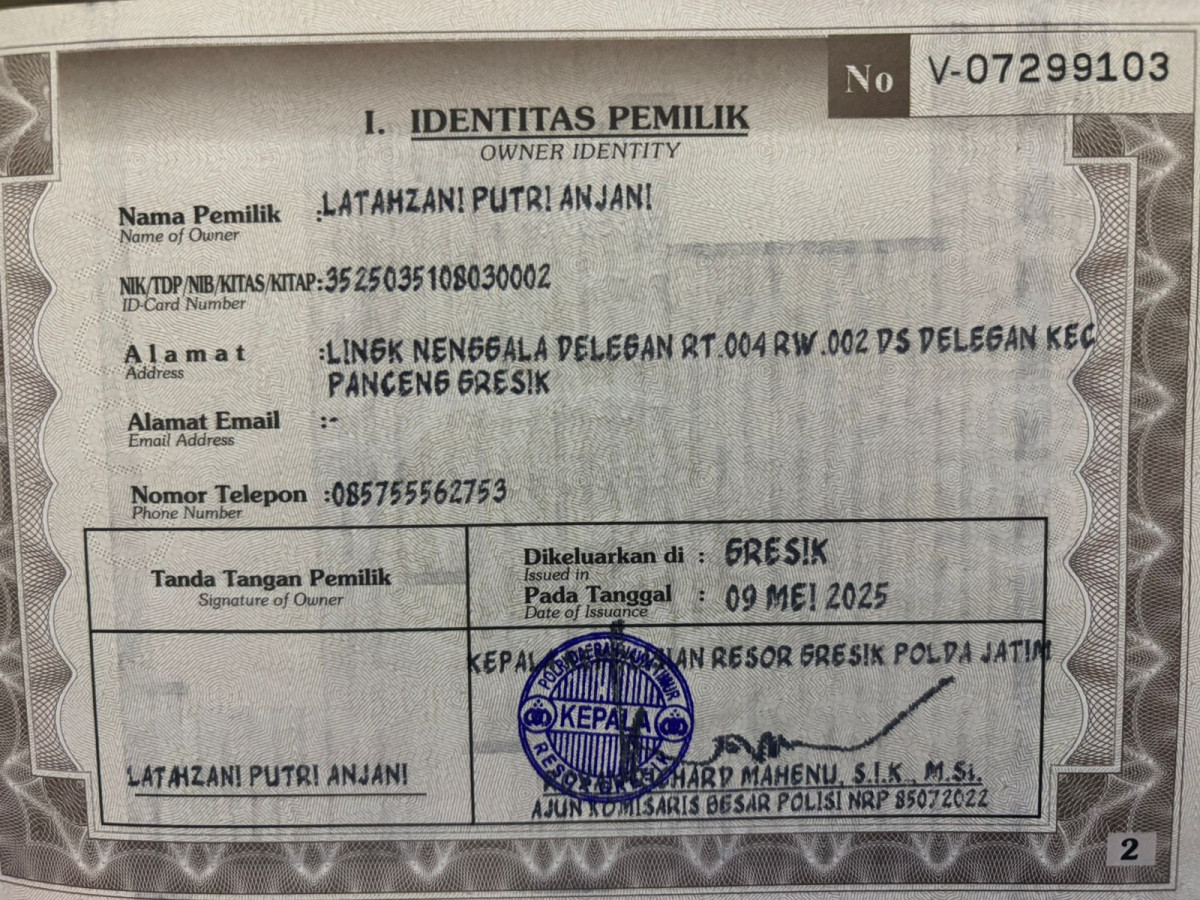 No V-07299103
I. IDENTITAS PEMILIK
OWNER IDENTITY
Nama Pemilik :LATAHZANI PUTRI ANJANI
Name of Owner
NIK/TDP/NIB/KITAS/KITAP:3525035108030002
ID-Card Number
Alamat :LINGK NENGGALA DELEGAN RT.004 RW.002 DS DELEGAN KEC
Address
PANCENG GRESIK
Alamat Email :-
Email Address
Nomor Telepon :085755562753
Phone Number
Tanda Tangan Pemilik
Signature of Owner
Dikeluarkan di : GRESIK
Issued in
Pada Tanggal : 09 MEI 2025
Date of Issuance
RESOR GRESIK POLDA JATIM
KEPALA
RESOR GRESIK
LATAHZANI PUTRI ANJANI
MAHENU, S.I.K., M.Si.
AJUN KOMISARIS BESAR POLISI NRP 85072022
2